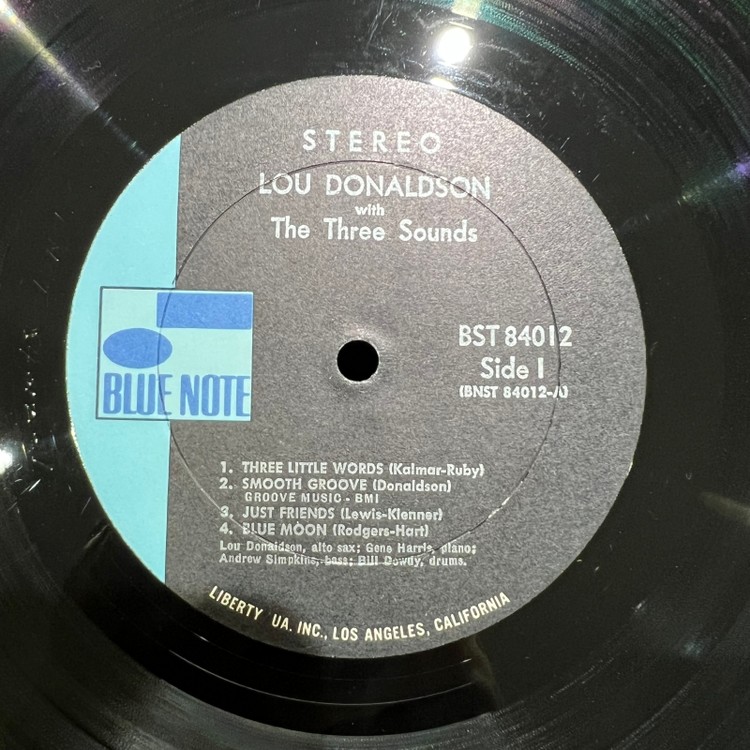 STEREO
LOU DONALDSON
with
The Three Sounds
BST 84012
Side 1
(BNST 84012-A)
BLUE NOTE
1. THREE LITTLE WORDS (Kalmar-Ruby)
2. SMOOTH GROOVE (Donaldson)
GROOVE MUSIC - BMI
3. JUST FRIENDS (Lewis-Klenner)
4. BLUE MOON (Rodgers-Hart)
Lou Donaldson, alto sax; Gene Harris, piano;
Andrew Simpkins, bass; Bill Dowdy, drums.
LIBERTY UA. INC., LOS ANGELES, CALIFORNIA